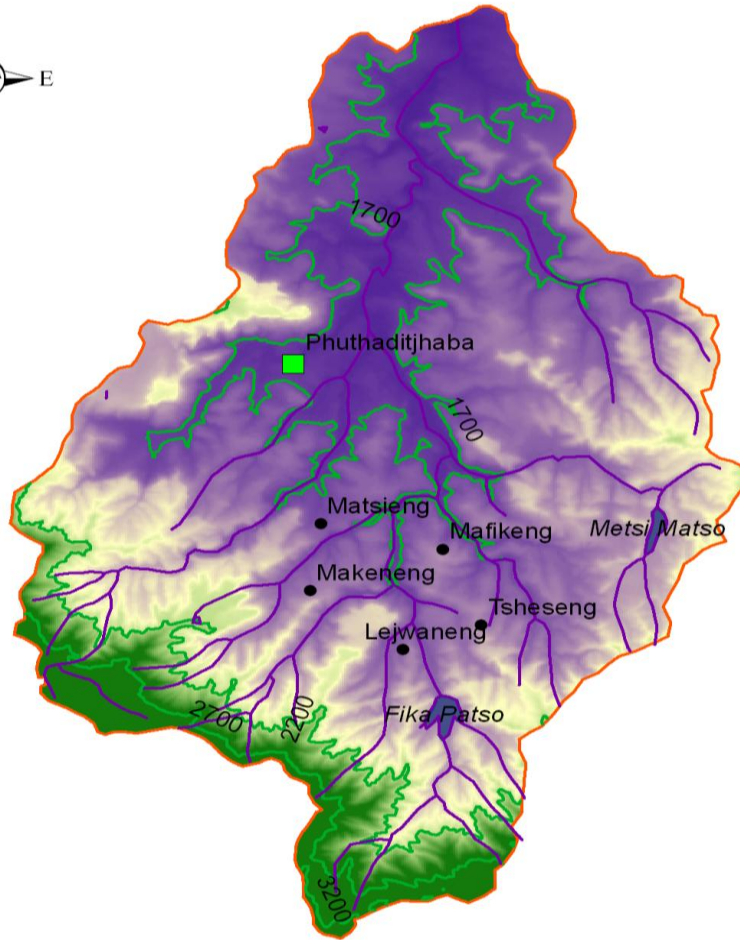 E
1700
Phuthaditjhaba
1700
Matsieng
Mafikeng
Metsi Matso
Makeneng
Tsheseng
Lejwaneng
Fika Patso
2700
2200
3200